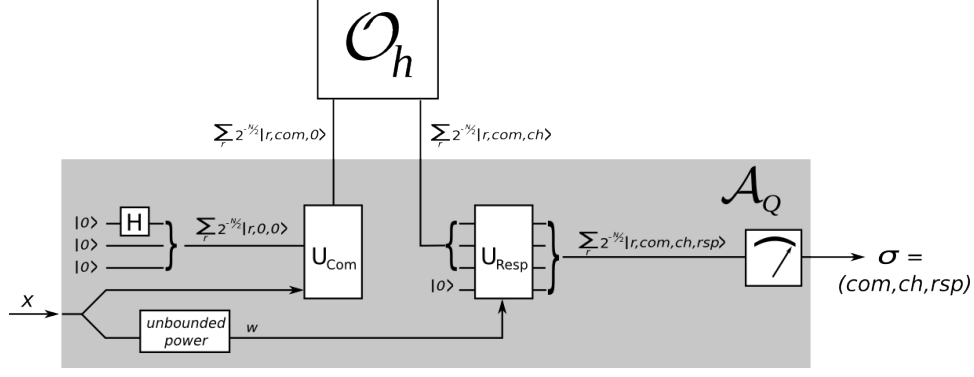 𝒪h
∑r 2^-N/2|r,com,0⟩
∑r 2^-N/2|r,com,ch⟩
𝒜Q
|0⟩
H
∑r 2^-N/2|r,0,0⟩
|0⟩
|0⟩
UCom
UResp
|0⟩
∑r 2^-N/2|r,com,ch,rsp⟩
σ =
(com,ch,rsp)
x
unbounded
power
w